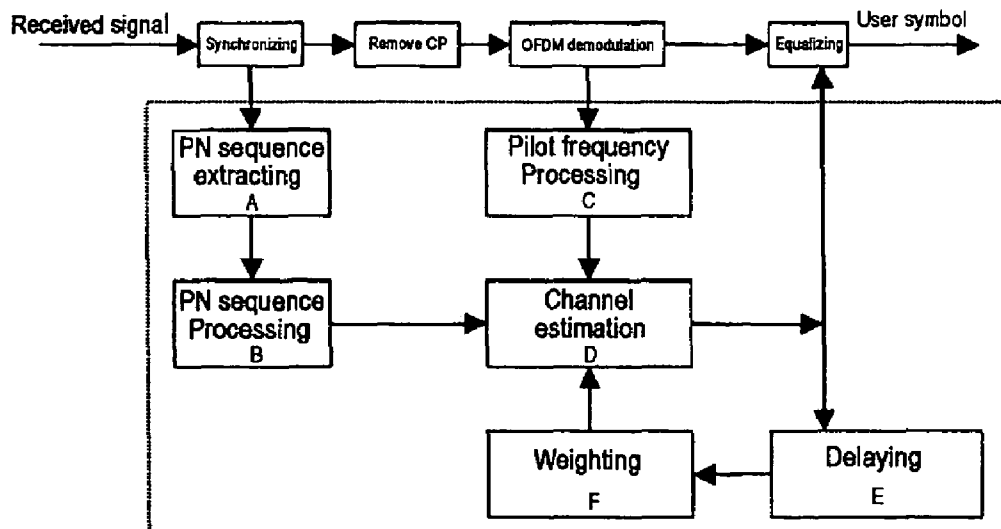 Received signal
Synchronizing
Remove CP
OFDM demodulation
Equalizing
User symbol
PN sequence
extracting
A
Pilot frequency
Processing
C
PN sequence
Processing
B
Channel
estimation
D
Weighting
F
Delaying
E